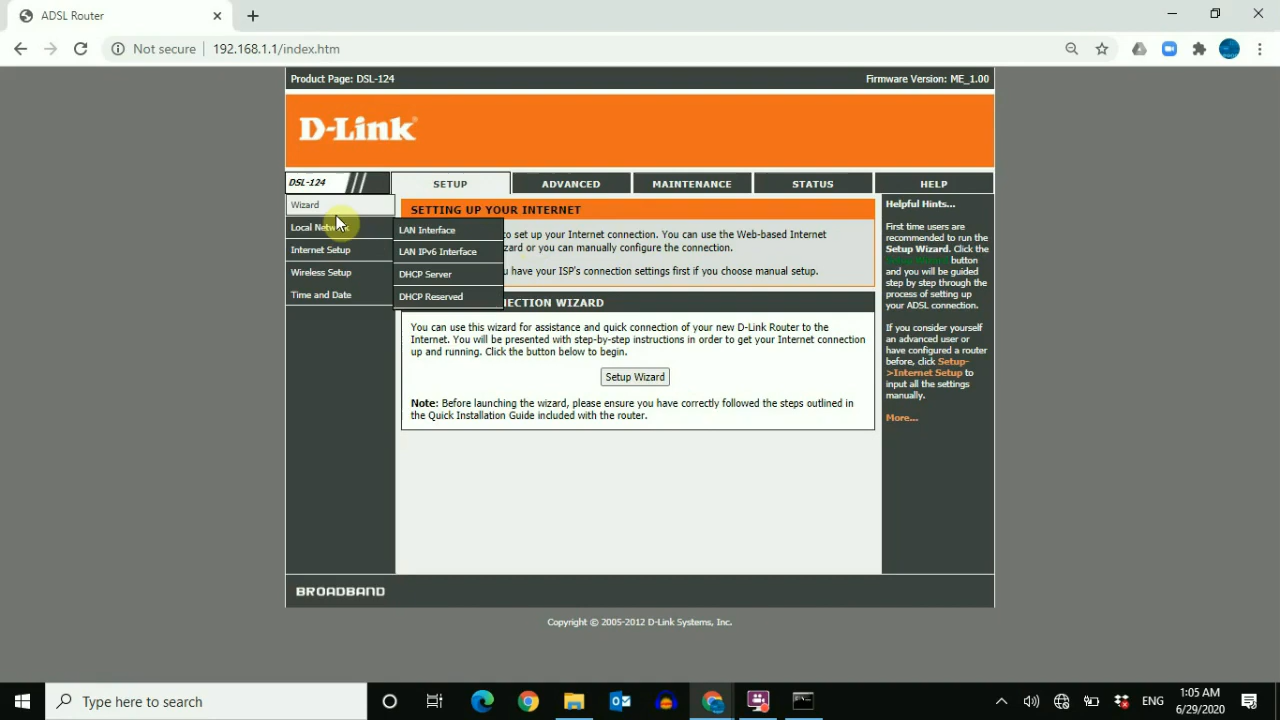 ADSL Router
Not secure
192.168.1.1/index.htm
Product Page: DSL-124
Firmware Version: ME_1.00
D-Link
DSL-124
SETUP
ADVANCED
MAINTENANCE
STATUS
HELP
Wizard
Local
Internet Setup
Wireless Setup
Time and Date
LAN Interface
LAN IPv6 Interface
DHCP Server
DHCP Reserved
SETTING UP YOUR INTERNET
to set up your Internet connection. You can use the Web-based Internet
zard or you can manually configure the connection.
have your ISP's connection settings first if you choose manual setup.
ECTION WIZARD
You can use this wizard for assistance and quick connection of your new D-Link Router to the
Internet. You will be presented with step-by-step instructions in order to get your Internet connection
up and running. Click the button below to begin.
Setup Wizard
Note: Before launching the wizard, please ensure you have correctly followed the steps outlined in
the Quick Installation Guide included with the router.
Helpful Hints...
First time users are
recommended to run the
Setup Wizard. Click the
Setup Wizard button
and you will be guided
step by step through the
process of setting up
your ADSL connection.
If you consider yourself
an advanced user or
have configured a router
before, click Setup-
>Internet Setup to
input all the settings
manually.
More...
BROADBAND
Copyright © 2005-2012 D-Link Systems, Inc.
Type here to search
ENG
1:05 AM
6/29/2020